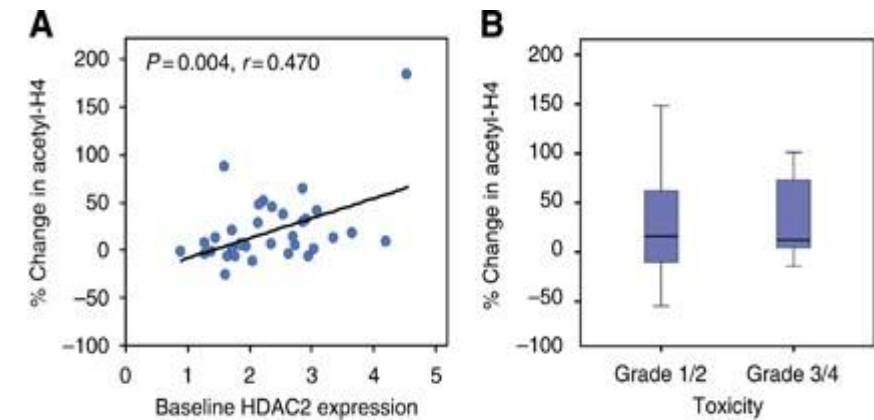 A
P=0.004, r=0.470
% Change in acetyl-H4
200
150
100
50
0
−50
−100
0 1 2 3 4 5
Baseline HDAC2 expression
B
% Change in acetyl-H4
200
150
100
50
0
−50
−100
Grade 1/2 Grade 3/4
Toxicity